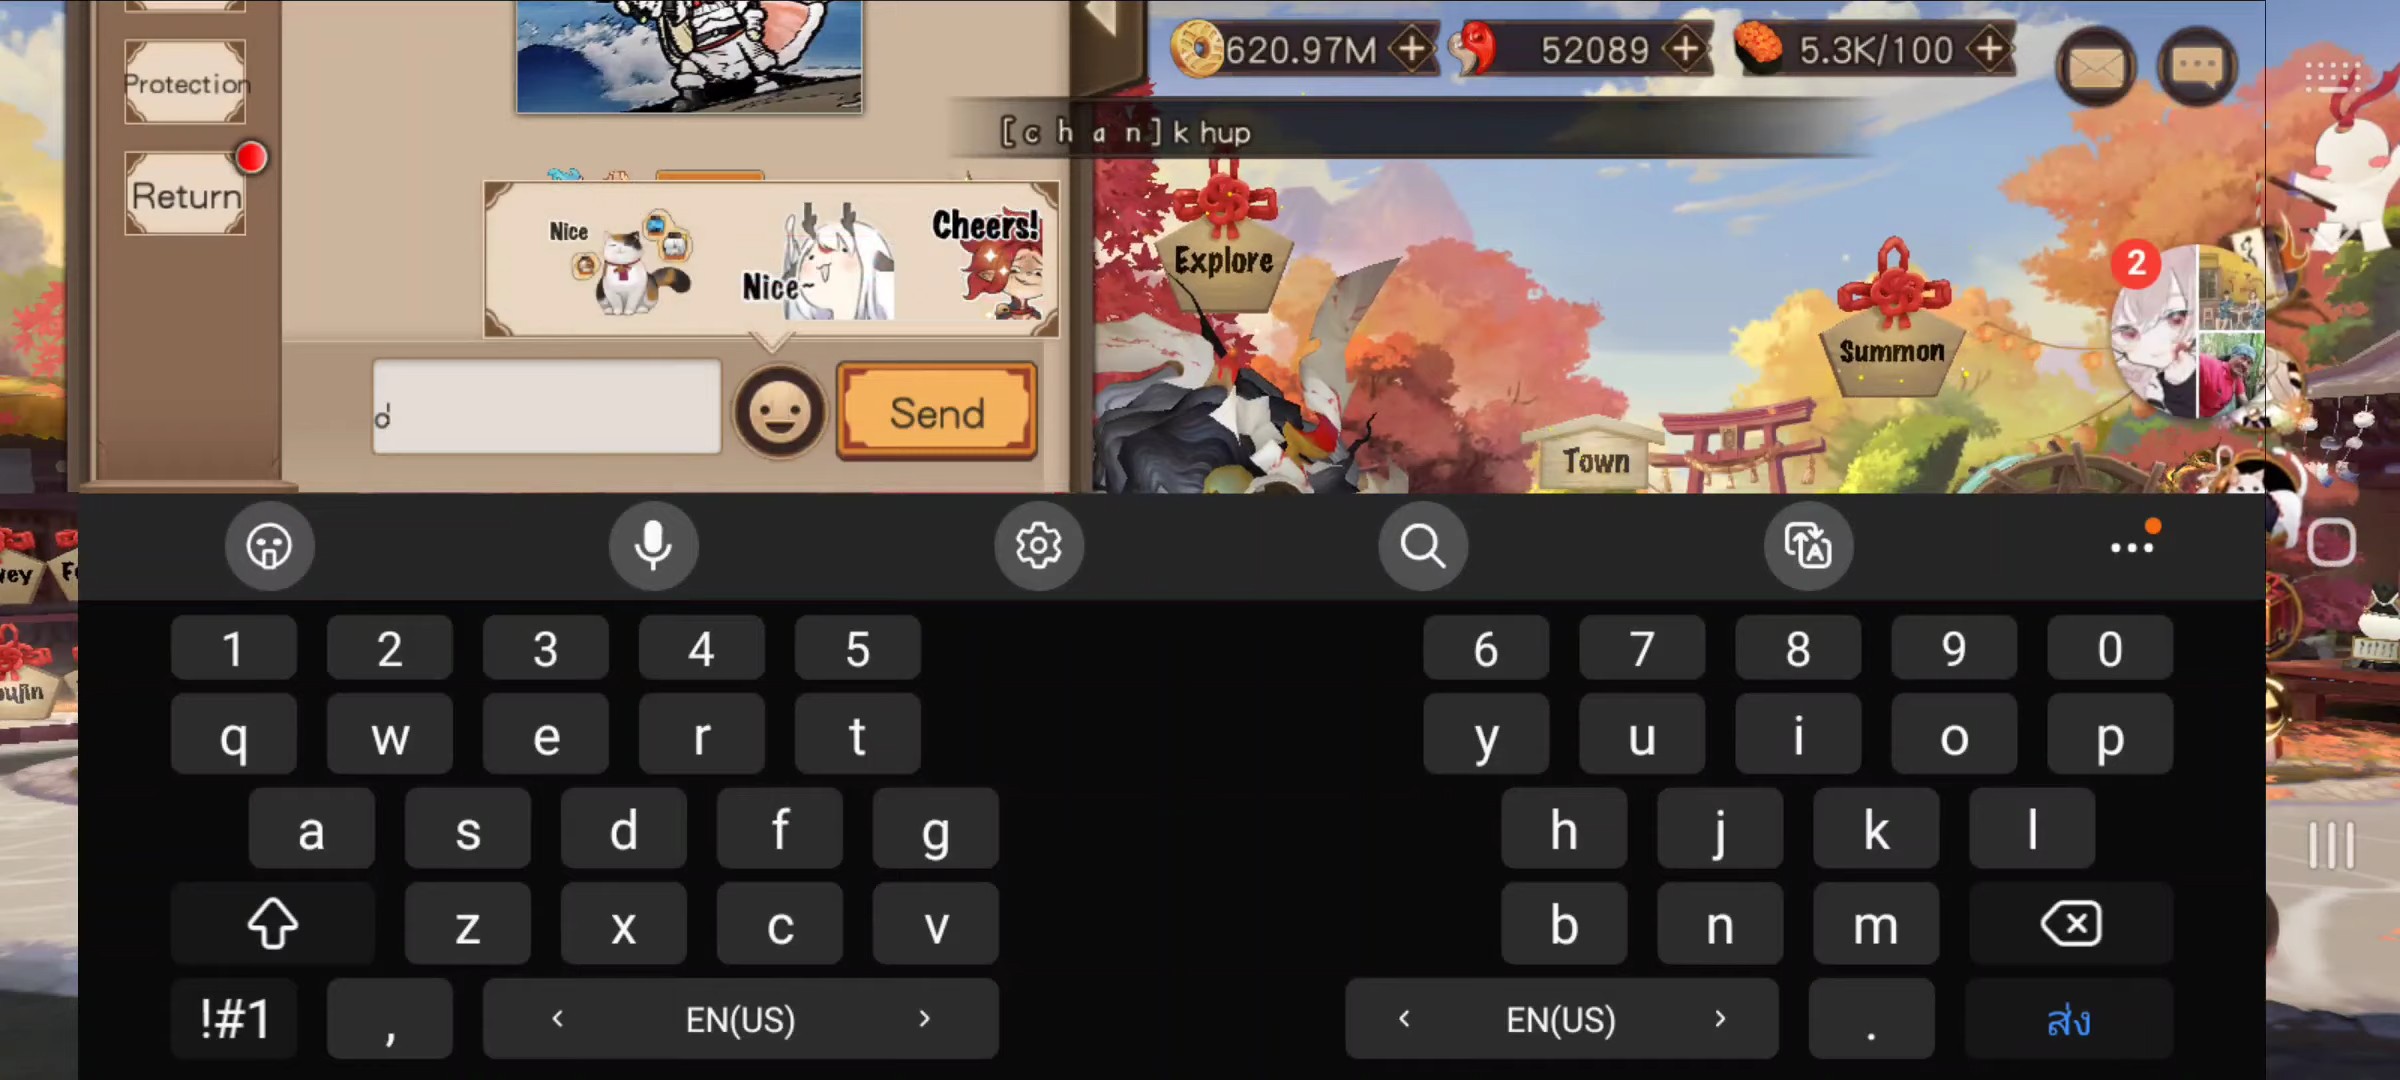 Protection
Return
620.97M
52089
5.3K/100
[c h a n] k hup
Nice
Nice~
Cheers!
Explore
Summon
Town
2
d
Send
1 2 3 4 5 6 7 8 9 0
q w e r t y u i o p
a s d f g h j k l
z x c v b n m
!#1 , < EN(US) > < EN(US) > . ส่ง